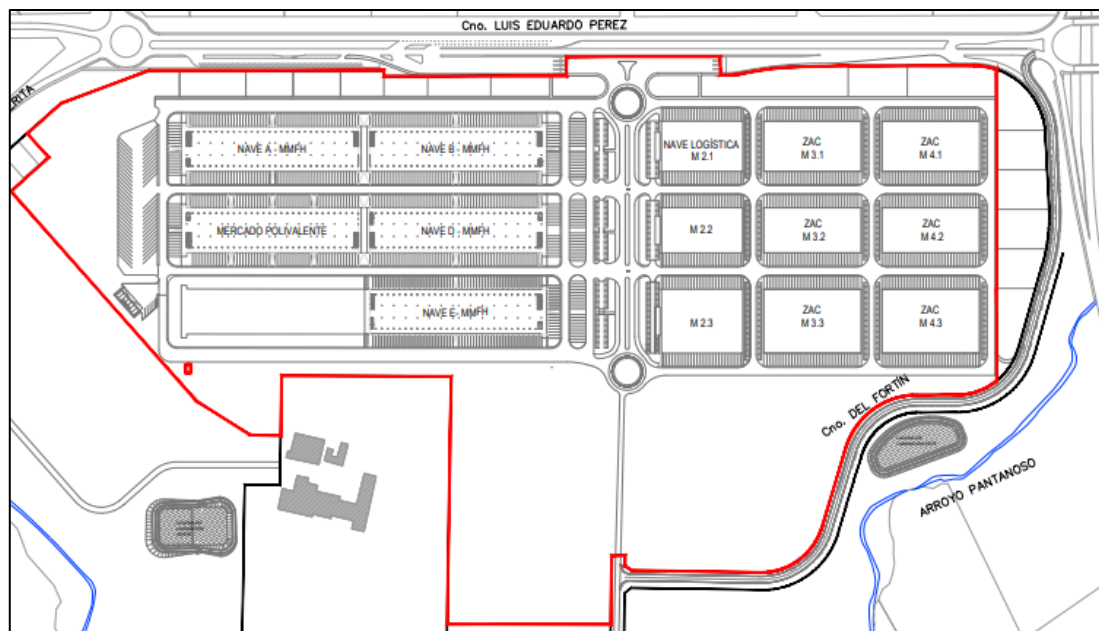 Cno. LUIS EDUARDO PEREZ
RITA
NAVE A - MMFH
NAVE B - MMFH
NAVE LOGÍSTICA
M 2.1
ZAC
M 3.1
ZAC
M 4.1
MERCADO POLIVALENTE
NAVE D - MMFH
M 2.2
ZAC
M 3.2
ZAC
M 4.2
NAVE E- MMFH
M 2.3
ZAC
M 3.3
ZAC
M 4.3
Cno. DEL FORTÍN
ARROYO PANTANOSO